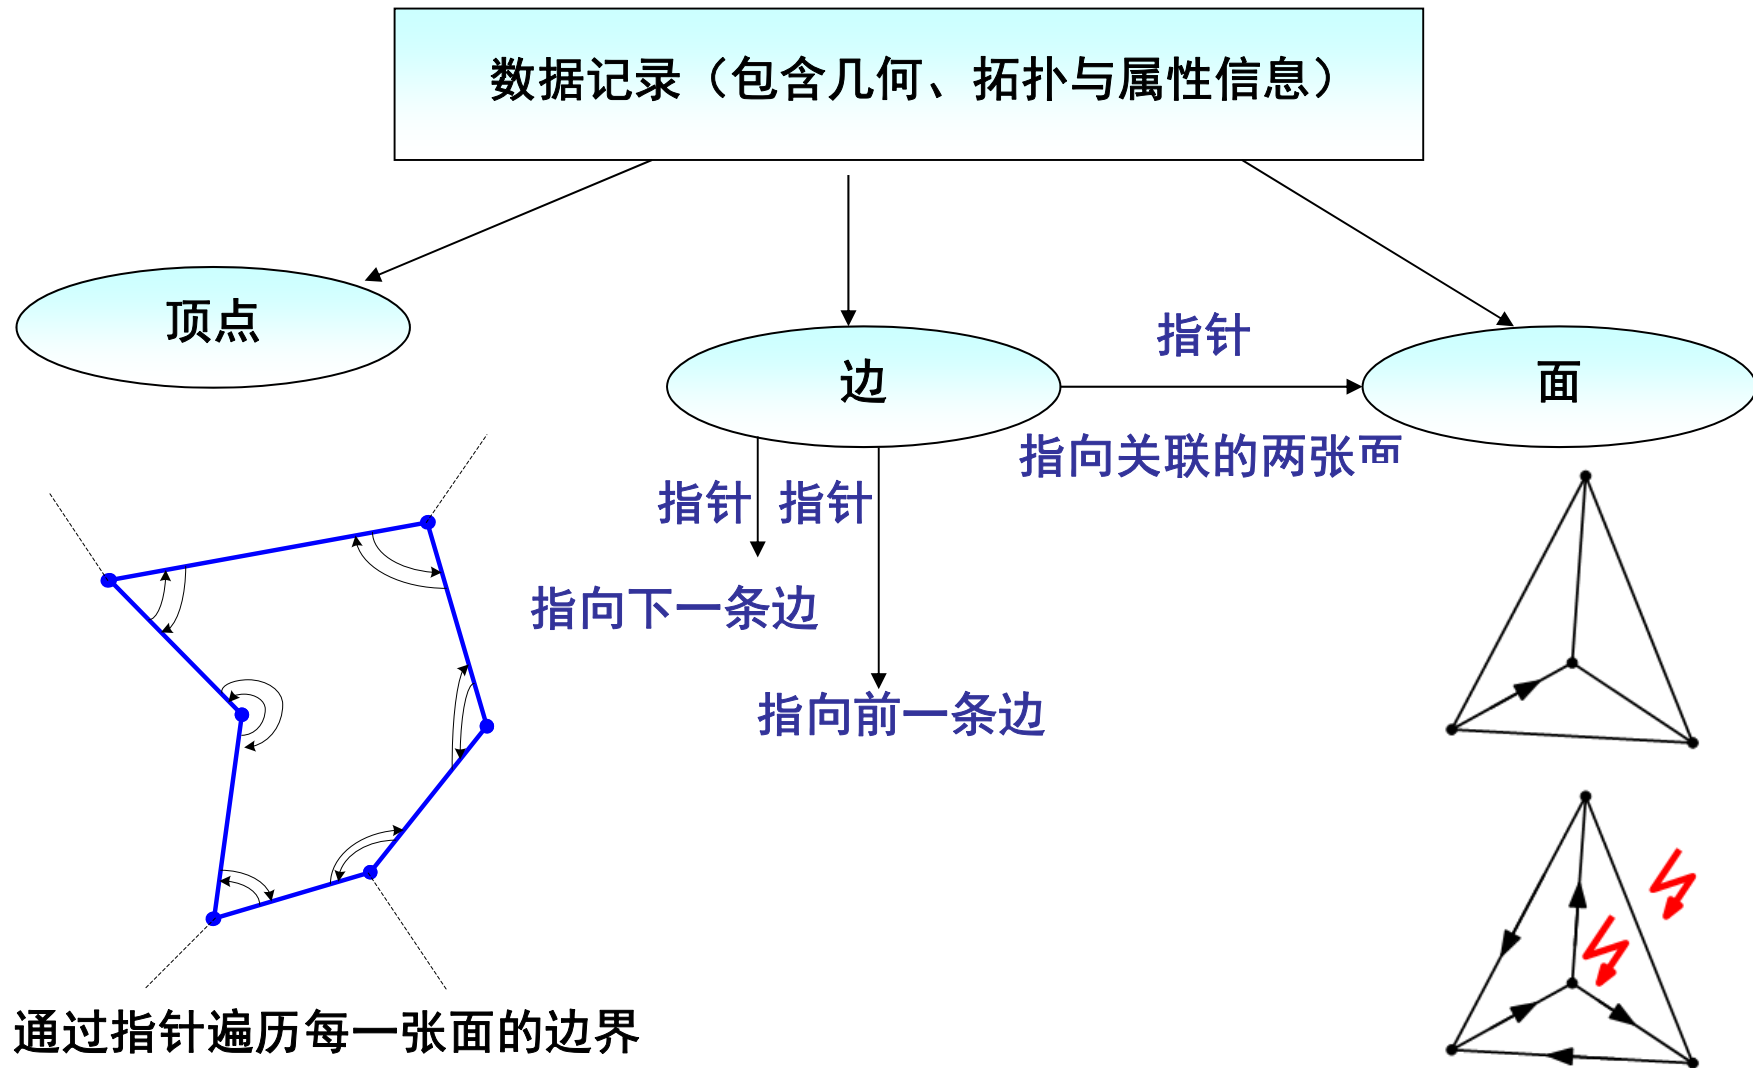 数据记录（包含几何、拓扑与属性信息）
顶点
边
指针
面
指向关联的两张面
指针
指针
指向下一条边
指向前一条边
通过指针遍历每一张面的边界